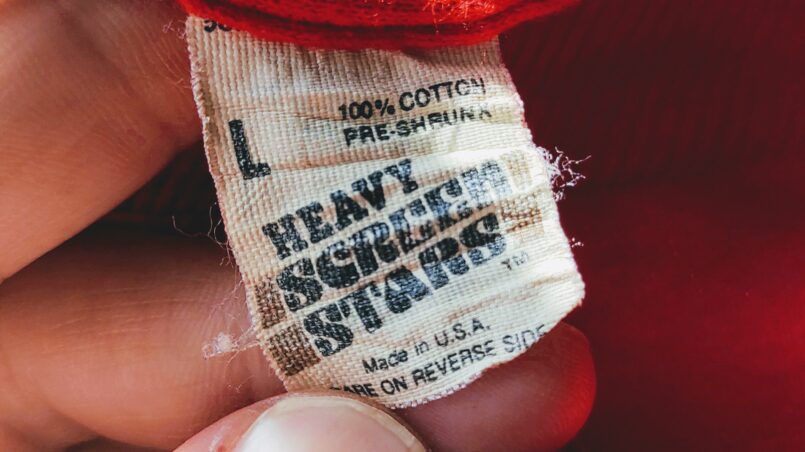 100% COTTON
PRE-SHRUNK
L
HEAVY
SCREEN
STARS
TM
Made in U.S.A.
CARE ON REVERSE SIDE